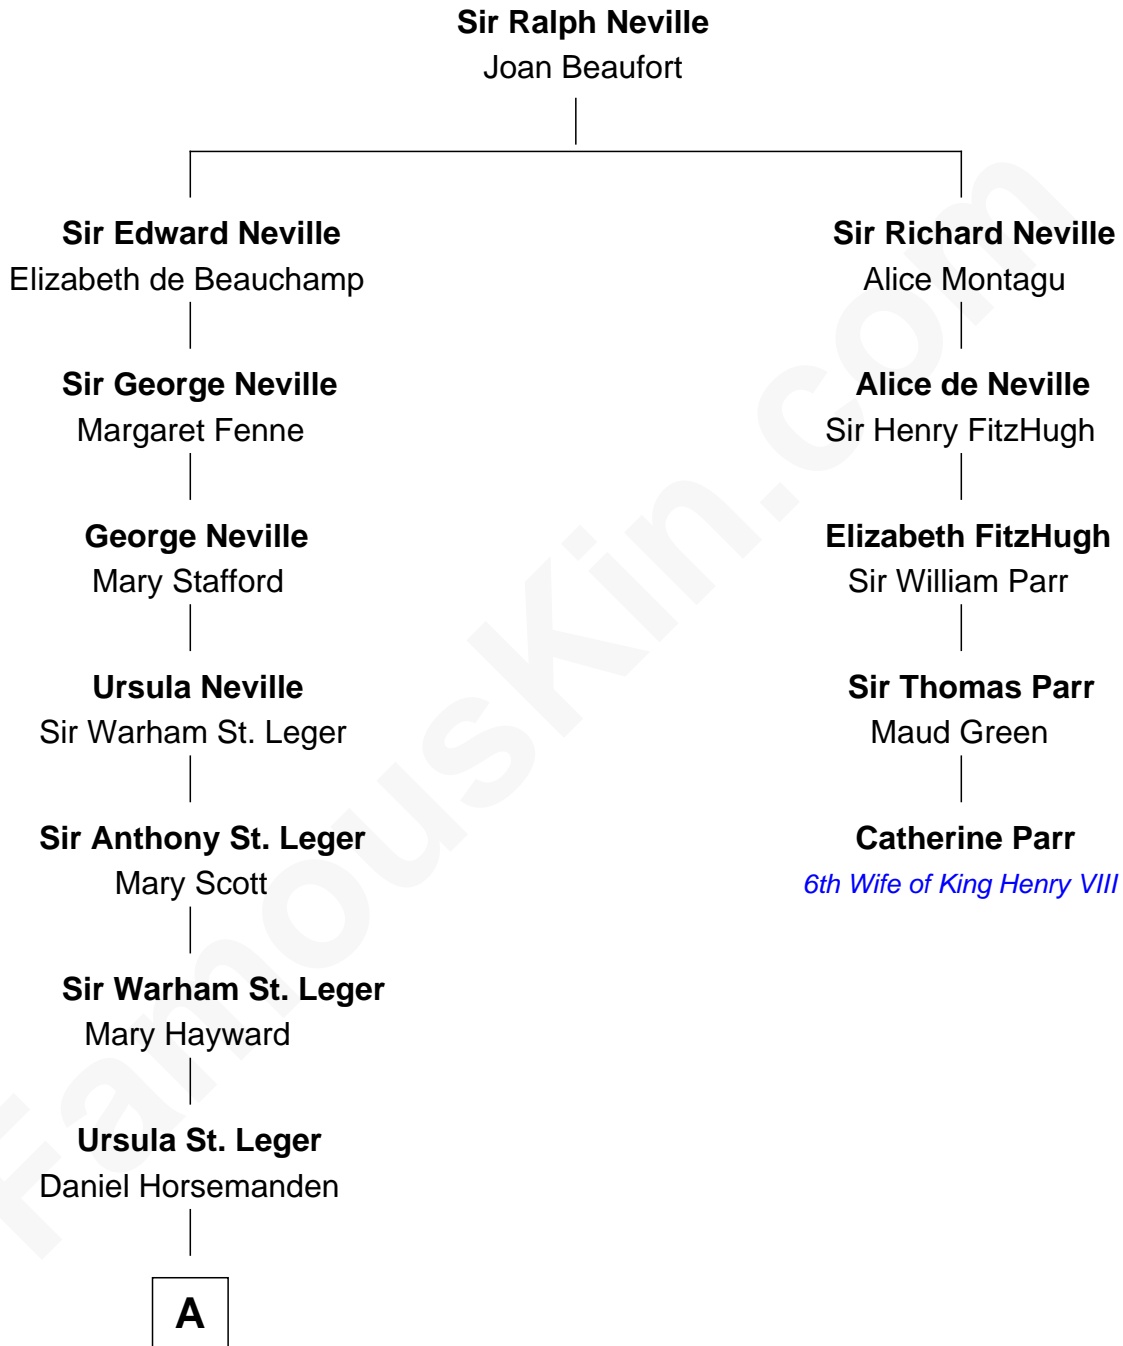 Sir Ralph Neville
Joan Beaufort
Sir Edward Neville
Elizabeth de Beauchamp
Sir George Neville
Margaret Fenne
George Neville
Mary Stafford
Ursula Neville
Sir Warham St. Leger
Sir Anthony St. Leger
Mary Scott
Sir Warham St. Leger
Mary Hayward
Ursula St. Leger
Daniel Horsemanden
A
Sir Richard Neville
Alice Montagu
Alice de Neville
Sir Henry FitzHugh
Elizabeth FitzHugh
Sir William Parr
Sir Thomas Parr
Maud Green
Catherine Parr
6th Wife of King Henry VIII
FamousKin.com